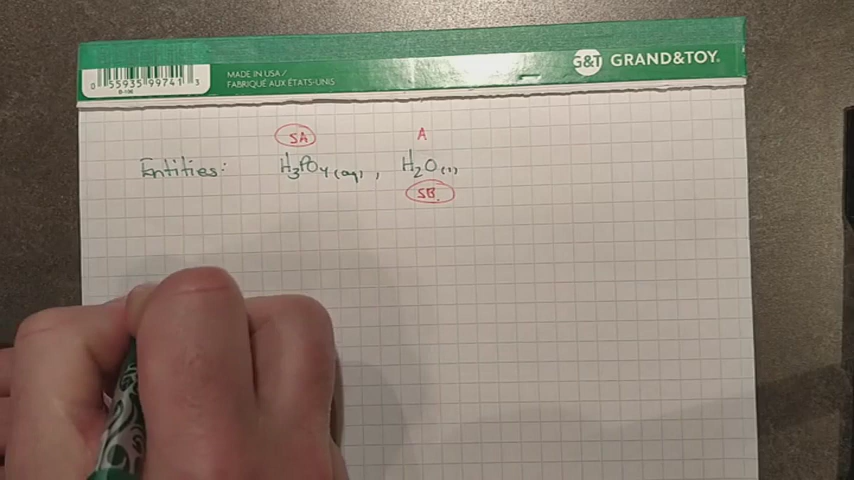 0 55935 99741 3
D-106
MADE IN USA /
FABRIQUÉ AUX ÉTATS-UNIS
G&T GRAND&TOY
SA A
Entities: H₃PO₄(aq), H₂O(l)
SB